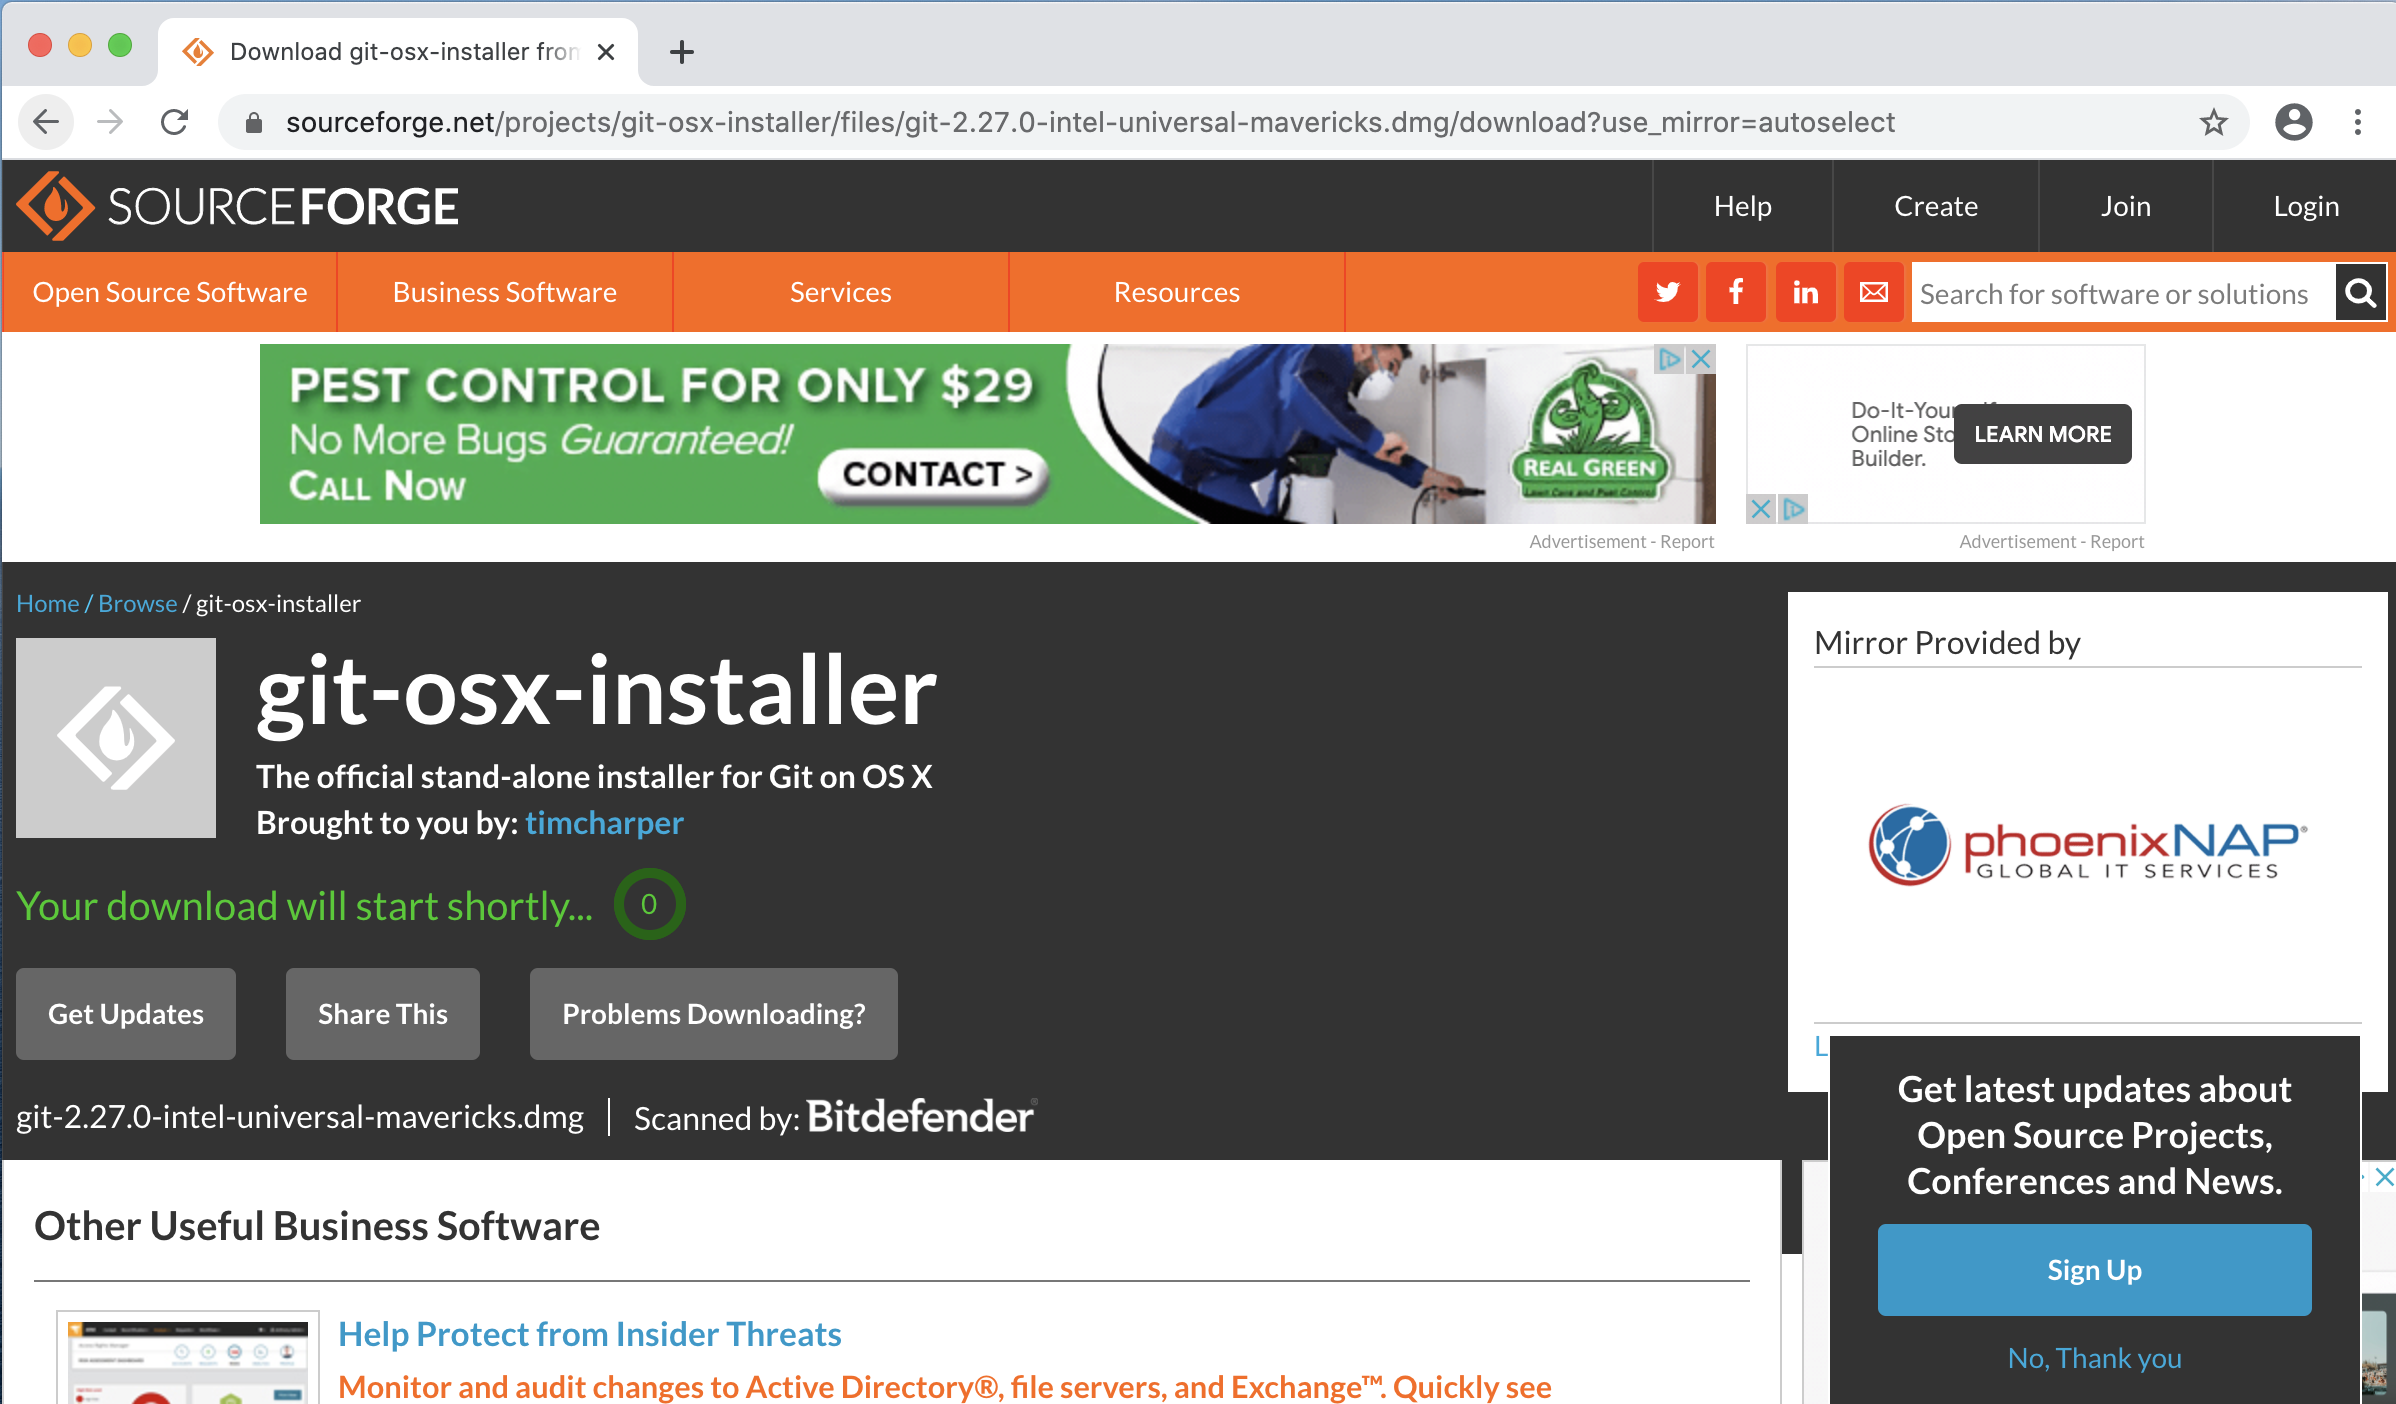 Download git-osx-installer from
sourceforge.net/projects/git-osx-installer/files/git-2.27.0-intel-universal-mavericks.dmg/download?use_mirror=autoselect
SOURCEFORGE
Help
Create
Join
Login
Open Source Software
Business Software
Services
Resources
Search for software or solutions
PEST CONTROL FOR ONLY $29
No More Bugs Guaranteed!
CALL NOW
CONTACT >
REAL GREEN
Lawn Care and Pest Control
Do-It-Yourself
Online Sto
Builder.
LEARN MORE
Advertisement - Report
Advertisement - Report
Home / Browse / git-osx-installer
git-osx-installer
The official stand-alone installer for Git on OS X
Brought to you by: timcharper
Your download will start shortly... 0
Get Updates
Share This
Problems Downloading?
git-2.27.0-intel-universal-mavericks.dmg
Scanned by: Bitdefender®
Mirror Provided by
phoenixNAP®
GLOBAL IT SERVICES
L
Get latest updates about
Open Source Projects,
Conferences and News.
Sign Up
No, Thank you
Other Useful Business Software
Help Protect from Insider Threats
Monitor and audit changes to Active Directory®, file servers, and Exchange™. Quickly see